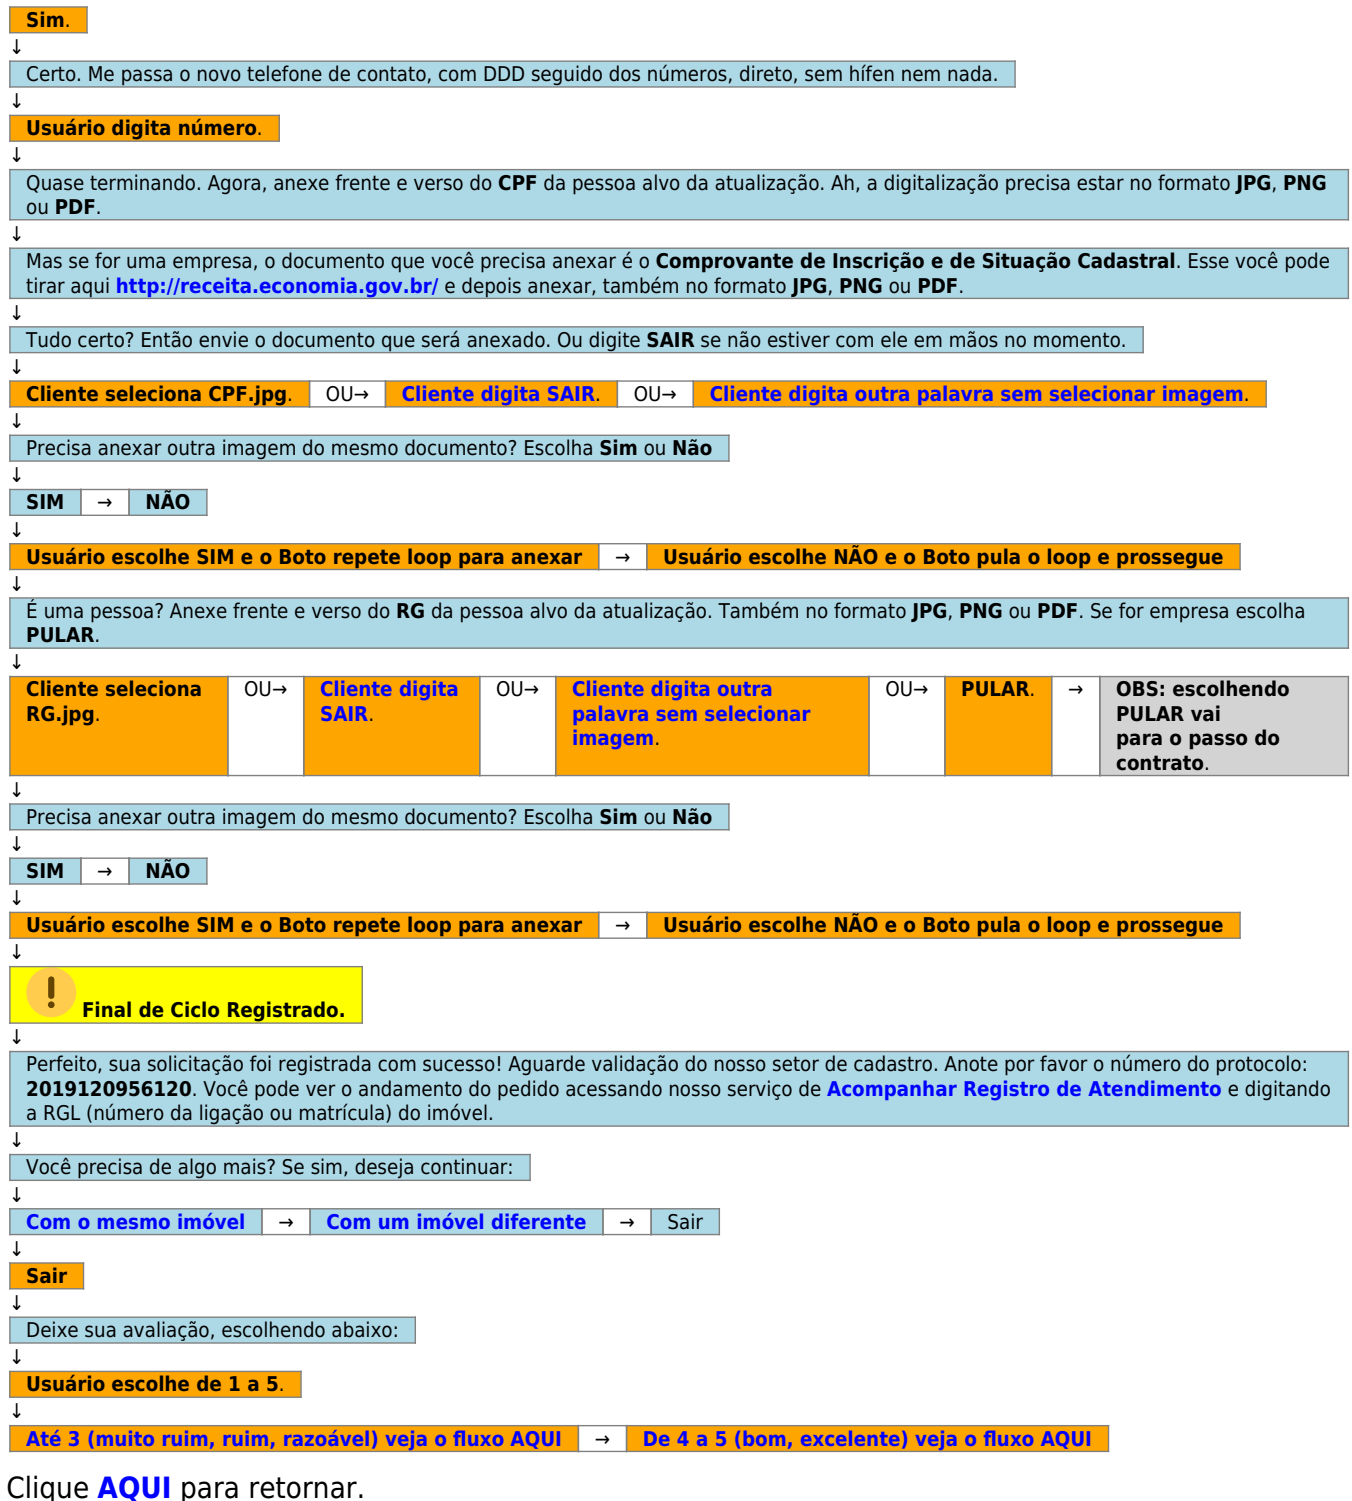 Sim.
↓
Certo. Me passa o novo telefone de contato, com DDD seguido dos números, direto, sem hífen nem nada.
↓
Usuário digita número.
↓
Quase terminando. Agora, anexe frente e verso do CPF da pessoa alvo da atualização. Ah, a digitalização precisa estar no formato JPG, PNG
ou PDF.
↓
Mas se for uma empresa, o documento que você precisa anexar é o Comprovante de Inscrição e de Situação Cadastral. Esse você pode
tirar aqui http://receita.economia.gov.br/ e depois anexar, também no formato JPG, PNG ou PDF.
↓
Tudo certo? Então envie o documento que será anexado. Ou digite SAIR se não estiver com ele em mãos no momento.
↓
Cliente seleciona CPF.jpg. OU→ Cliente digita SAIR. OU→ Cliente digita outra palavra sem selecionar imagem.
↓
Precisa anexar outra imagem do mesmo documento? Escolha Sim ou Não
↓
SIM → NÃO
↓
Usuário escolhe SIM e o Boto repete loop para anexar → Usuário escolhe NÃO e o Boto pula o loop e prossegue
↓
É uma pessoa? Anexe frente e verso do RG da pessoa alvo da atualização. Também no formato JPG, PNG ou PDF. Se for empresa escolha
PULAR.
↓
Cliente seleciona
RG.jpg.
OU→
Cliente digita
SAIR.
OU→
Cliente digita outra
palavra sem selecionar
imagem.
OU→
PULAR.
→
OBS: escolhendo
PULAR vai
para o passo do
contrato.
↓
Precisa anexar outra imagem do mesmo documento? Escolha Sim ou Não
↓
SIM → NÃO
↓
Usuário escolhe SIM e o Boto repete loop para anexar → Usuário escolhe NÃO e o Boto pula o loop e prossegue
↓
! Final de Ciclo Registrado.
↓
Perfeito, sua solicitação foi registrada com sucesso! Aguarde validação do nosso setor de cadastro. Anote por favor o número do protocolo:
2019120956120. Você pode ver o andamento do pedido acessando nosso serviço de Acompanhar Registro de Atendimento e digitando
a RGL (número da ligação ou matrícula) do imóvel.
↓
Você precisa de algo mais? Se sim, deseja continuar:
↓
Com o mesmo imóvel → Com um imóvel diferente → Sair
↓
Sair
↓
Deixe sua avaliação, escolhendo abaixo:
↓
Usuário escolhe de 1 a 5.
↓
Até 3 (muito ruim, ruim, razoável) veja o fluxo AQUI → De 4 a 5 (bom, excelente) veja o fluxo AQUI
Clique AQUI para retornar.